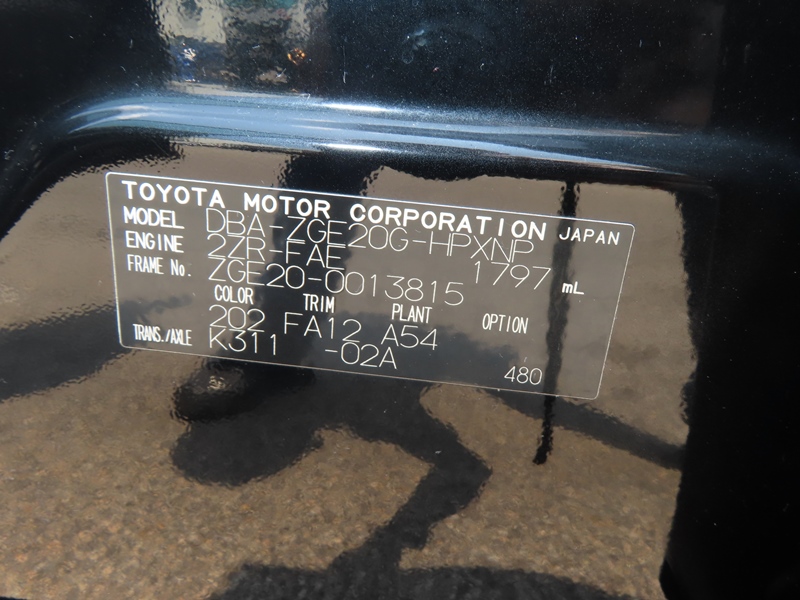 TOYOTA MOTOR CORPORATION JAPAN
MODEL DBA-ZGE20G-HPXNP
ENGINE 2ZR-FAE 1797 mL
FRAME No. ZGE20-0013815
COLOR TRIM PLANT OPTION
202 FA12 A54
TRANS./AXLE K311 -02A 480